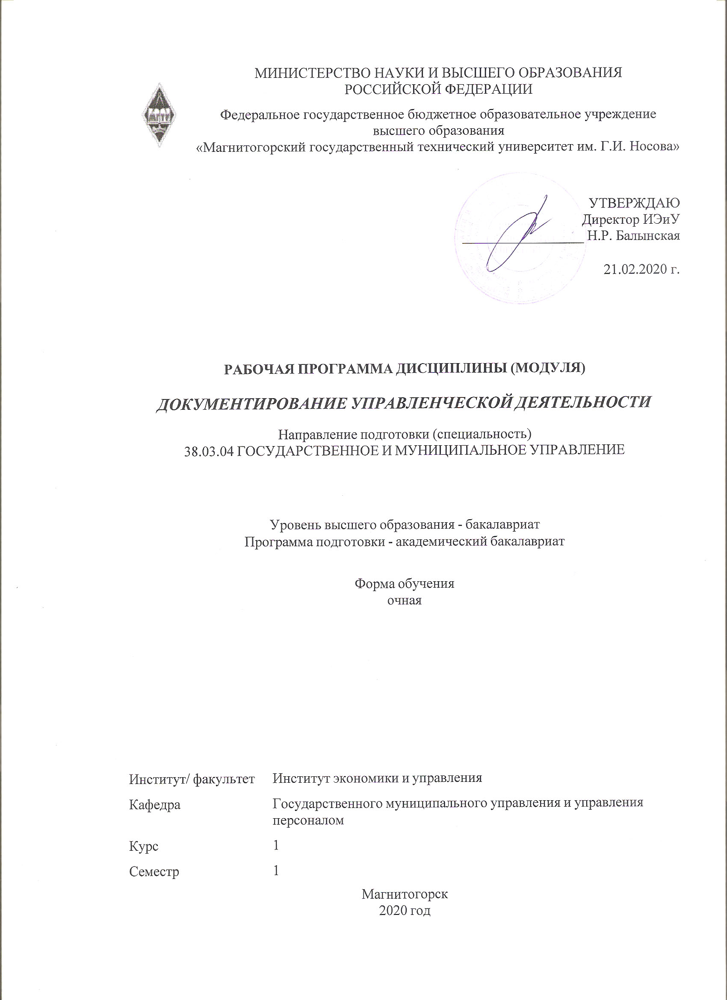 МИНИСТЕРСТВО НАУКИ И ВЫСШЕГО ОБРАЗОВАНИЯ
РОССИЙСКОЙ ФЕДЕРАЦИИ
Федеральное государственное бюджетное образовательное учреждение
высшего образования
«Магнитогорский государственный технический университет им. Г.И. Носова»
УТВЕРЖДАЮ
Директор ИЭиУ
Н.Р. Балынская
21.02.2020 г.
РАБОЧАЯ ПРОГРАММА ДИСЦИПЛИНЫ (МОДУЛЯ)
ДОКУМЕНТИРОВАНИЕ УПРАВЛЕНЧЕСКОЙ ДЕЯТЕЛЬНОСТИ
Направление подготовки (специальность)
38.03.04 ГОСУДАРСТВЕННОЕ И МУНИЦИПАЛЬНОЕ УПРАВЛЕНИЕ
Уровень высшего образования - бакалавриат
Программа подготовки - академический бакалавриат
Форма обучения
очная
Институт/ факультет Институт экономики и управления
Кафедра Государственного муниципального управления и управления
персоналом
Курс 1
Семестр 1
Магнитогорск
2020 год